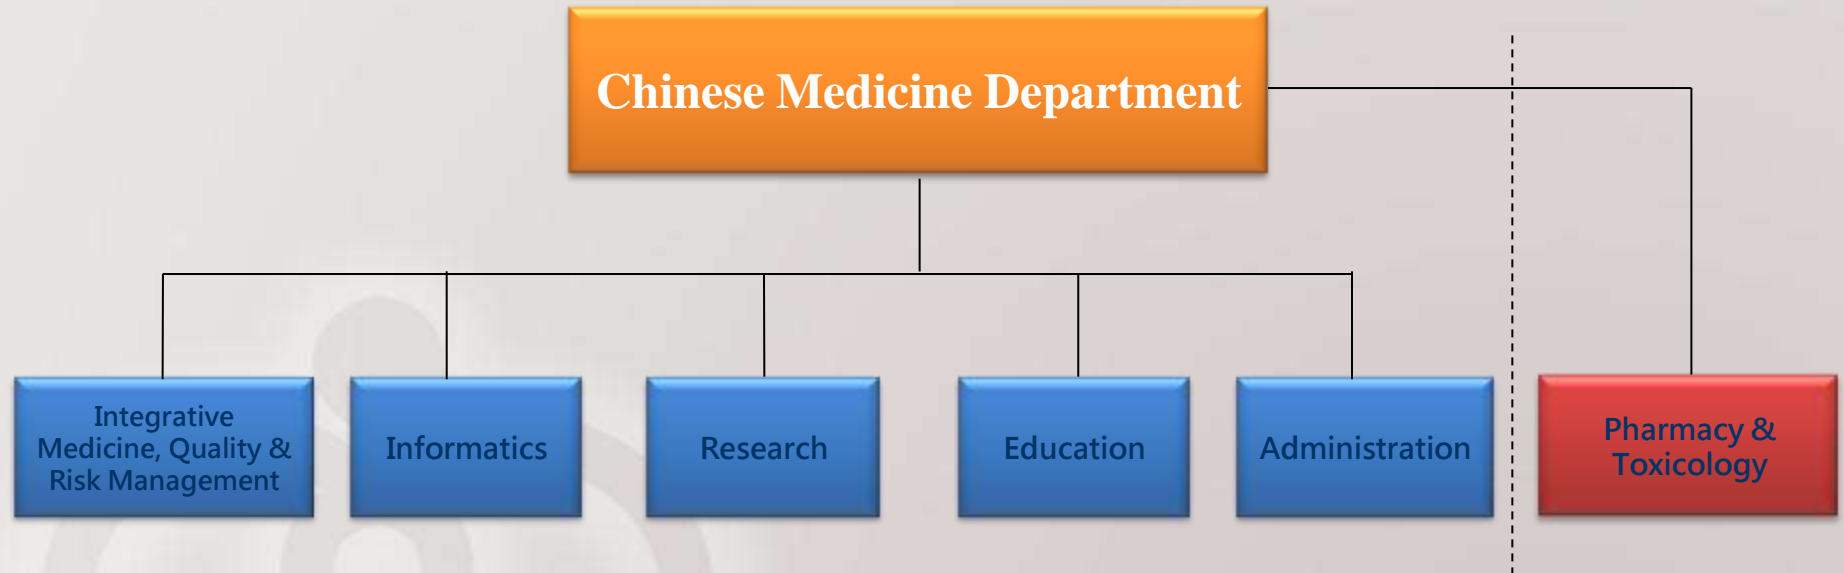 Chinese Medicine Department
Integrative
Medicine, Quality &
Risk Management
Informatics
Research
Education
Administration
Pharmacy &
Toxicology